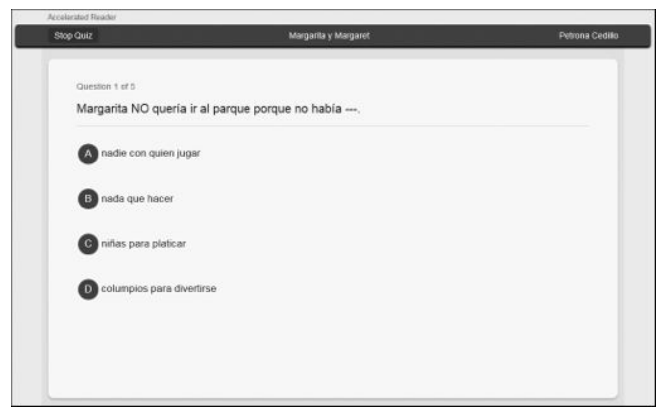 Accelerated Reader
Stop Quiz Margarita y Margaret Petrona Cedillo
Question 1 of 5
Margarita NO quería ir al parque porque no había ---.
A nadie con quien jugar
B nada que hacer
C niñas para platicar
D columpios para divertirse